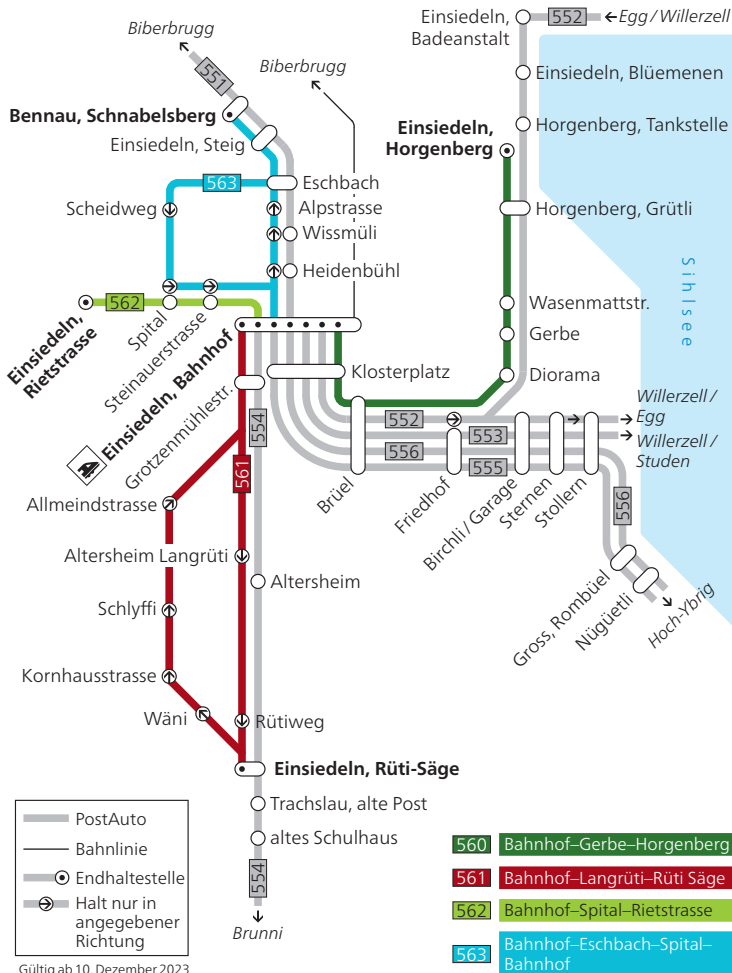 552
←Egg / Willerzell
Einsiedeln,
Badeanstalt
Biberbrugg
551
Biberbrugg
Einsiedeln, Blüemenen
Bennau, Schnabelsberg
Einsiedeln, Steig
Einsiedeln,
Horgenberg
Horgenberg, Tankstelle
563
Eschbach
Scheidweg
Alpstrasse
Horgenberg, Grütli
Wissmüli
Heidenbühl
Sihlsee
562
Wasenmattstr.
Einsiedeln,
Rietstrasse
Spital
Steinauerstrasse
Einsiedeln, Bahnhof
Gerbe
Klosterplatz
Diorama
Grotzenmühlestr.
554
552
Willerzell /
Egg
553
Willerzell /
Studen
556
555
561
Brüel
Friedhof
Birchli / Garage
Sternen
Stollern
556
Allmeindstrasse
Altersheim Langrüti
Altersheim
Schlyffi
Gross, Rombüel
Nügüetli
Hoch-Ybrig
Kornhausstrasse
Wäni
Rütiweg
Einsiedeln, Rüti-Säge
Trachslau, alte Post
altes Schulhaus
554
Brunni
PostAuto
Bahnlinie
Endhaltestelle
Halt nur in
angegebener
Richtung
560 Bahnhof–Gerbe–Horgenberg
561 Bahnhof–Langrüti–Rüti Säge
562 Bahnhof–Spital–Rietstrasse
563 Bahnhof–Eschbach–Spital–
Bahnhof
Gültig ab 10. Dezember 2023